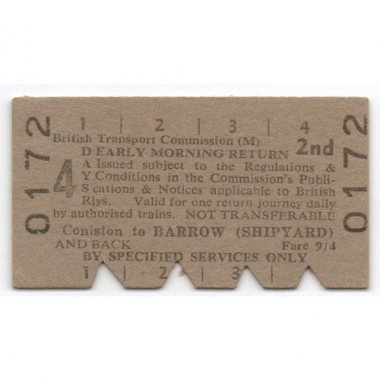 1 | 2 | 3 | 4
British Transport Commission (M)
D EARLY MORNING RETURN 2nd
4 A Issued subject to the Regulations &
Y Conditions in the Commission's Publi-
S cations & Notices applicable to British
Rlys. Valid for one return journey daily
by authorised trains. NOT TRANSFERABLE
Coniston to BARROW (SHIPYARD)
AND BACK Fare 9/4
BY SPECIFIED SERVICES ONLY
1 | 2 | 3 |
0172
0172